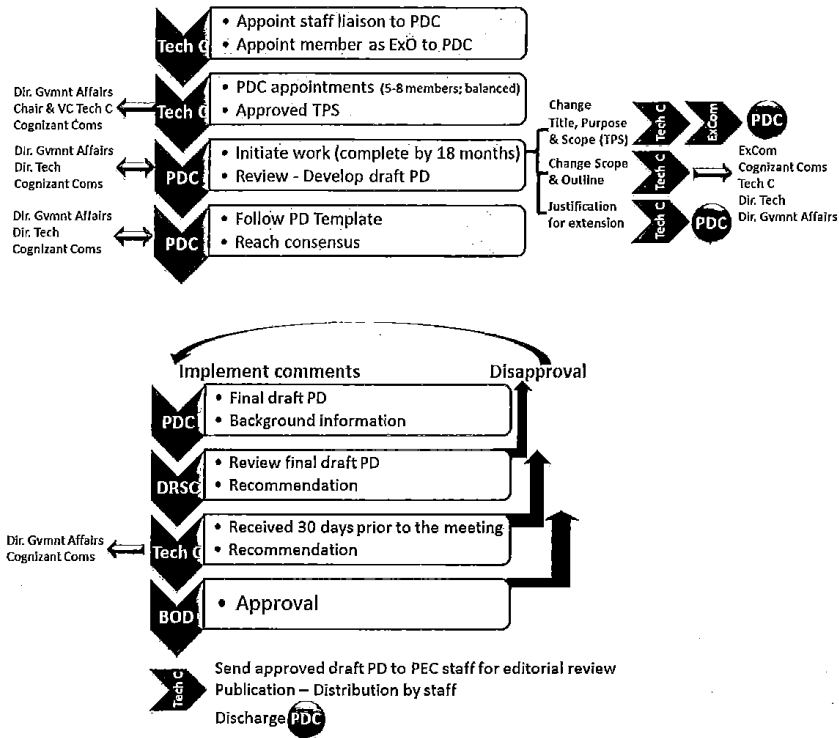 Tech C
• Appoint staff liaison to PDC
• Appoint member as ExO to PDC
Dir. Gvmnt Affairs
Chair & VC Tech C
Cognizant Coms
Tech C
• PDC appointments (5-8 members; balanced)
• Approved TPS
Dir. Gvmnt Affairs
Dir. Tech
Cognizant Coms
PDC
• Initiate work (complete by 18 months)
• Review - Develop draft PD
Change
Title, Purpose
& Scope (TPS)
Tech C
ExCom
PDC
Change Scope
& Outline
Tech C
ExCom
Cognizant Coms
Tech C
Dir. Tech
Dir. Gvmnt Affairs
Justification
for extension
Tech C
PDC
Dir. Gvmnt Affairs
Dir. Tech
Cognizant Coms
PDC
• Follow PD Template
• Reach consensus
Implement comments
Disapproval
PDC
• Final draft PD
• Background information
DRSC
• Review final draft PD
• Recommendation
Dir. Gvmnt Affairs
Cognizant Coms
Tech C
• Received 30 days prior to the meeting
• Recommendation
BOD
• Approval
Tech C
Send approved draft PD to PEC staff for editorial review
Publication – Distribution by staff
Discharge PDC